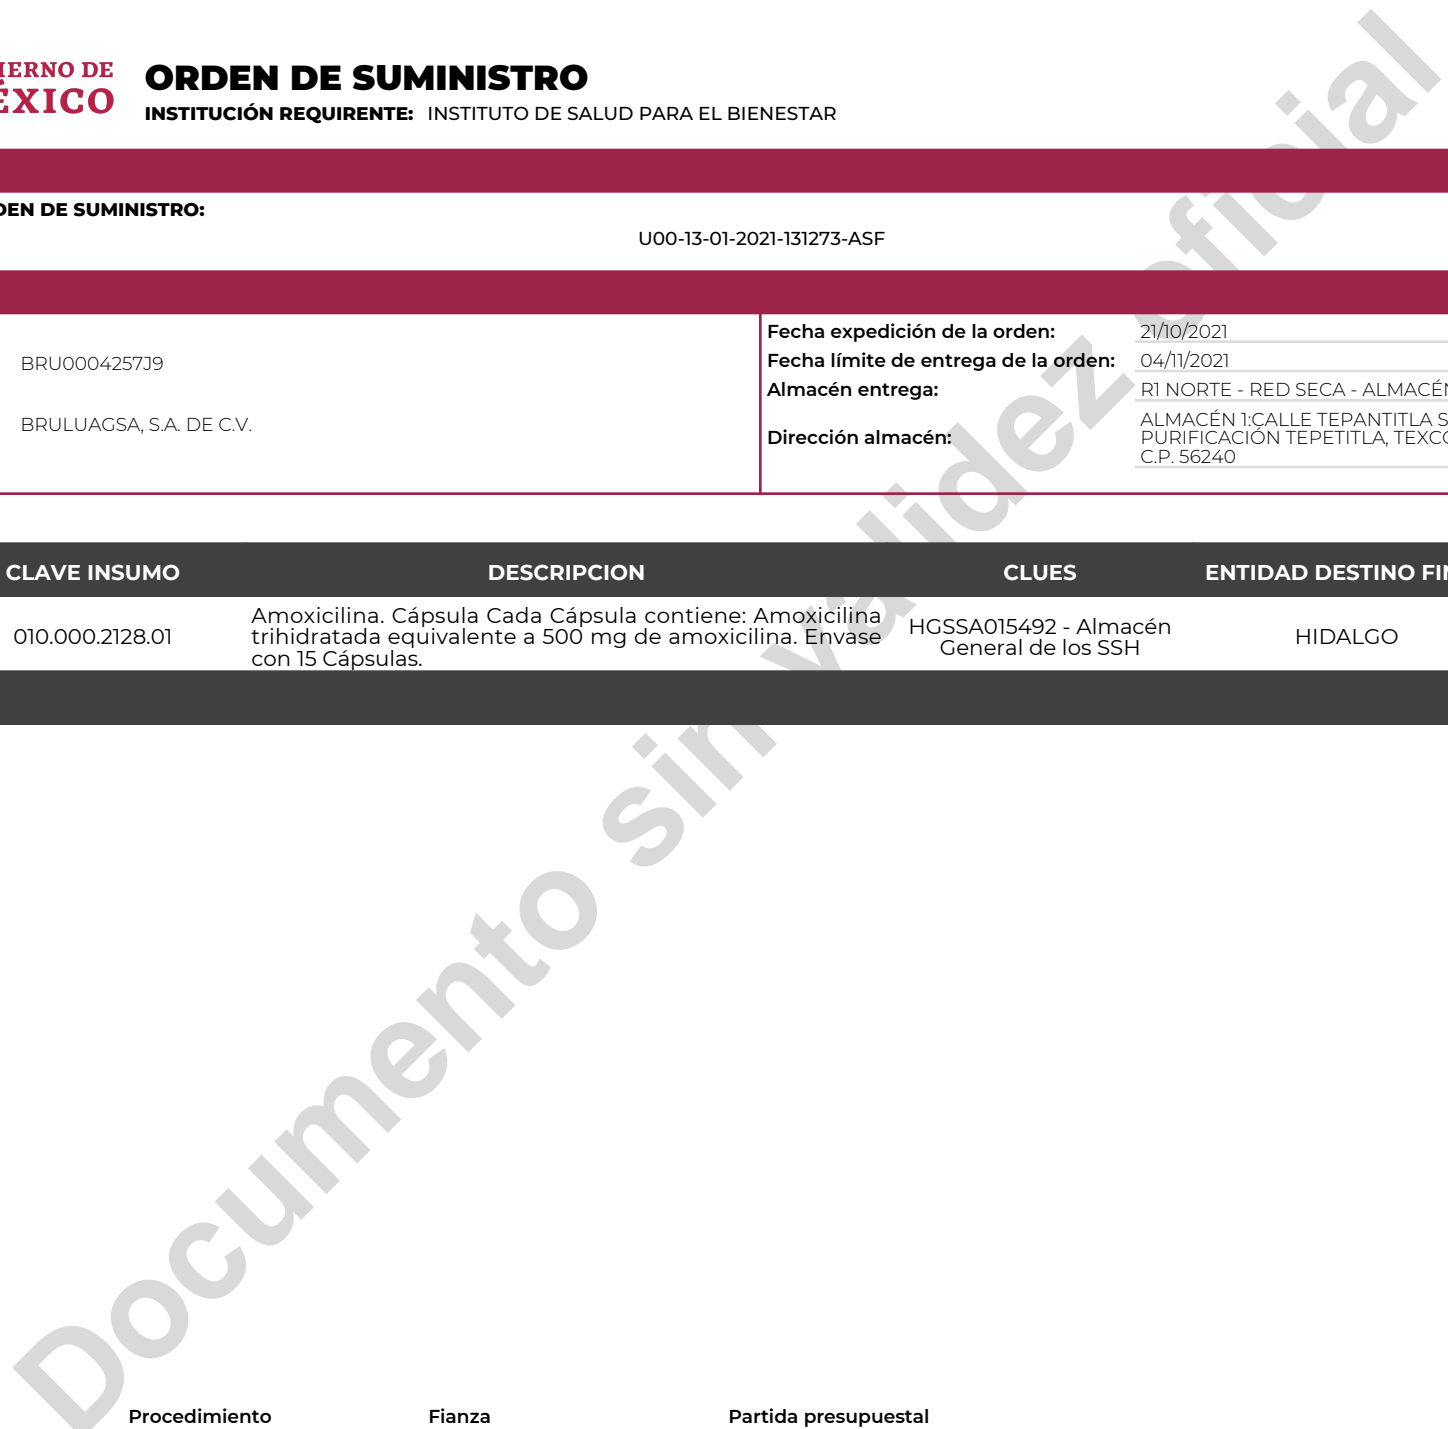 IERNO DE
ÉXICO
ORDEN DE SUMINISTRO
INSTITUCIÓN REQUIRENTE: INSTITUTO DE SALUD PARA EL BIENESTAR
DEN DE SUMINISTRO:
U00-13-01-2021-131273-ASF
BRU0004257J9
BRULUAGSA, S.A. DE C.V.
Fecha expedición de la orden: 21/10/2021
Fecha límite de entrega de la orden: 04/11/2021
Almacén entrega: R1 NORTE - RED SECA - ALMACÉN
Dirección almacén:
ALMACÉN 1:CALLE TEPANTITLA S
PURIFICACIÓN TEPETITLA, TEXCO
C.P. 56240
CLAVE INSUMO DESCRIPCION CLUES ENTIDAD DESTINO FIN
010.000.2128.01
Amoxicilina. Cápsula Cada Cápsula contiene: Amoxicilina
trihidratada equivalente a 500 mg de amoxicilina. Envase
con 15 Cápsulas.
HGSSA015492 - Almacén
General de los SSH
HIDALGO
Documento sin validez oficial
Procedimiento Fianza Partida presupuestal